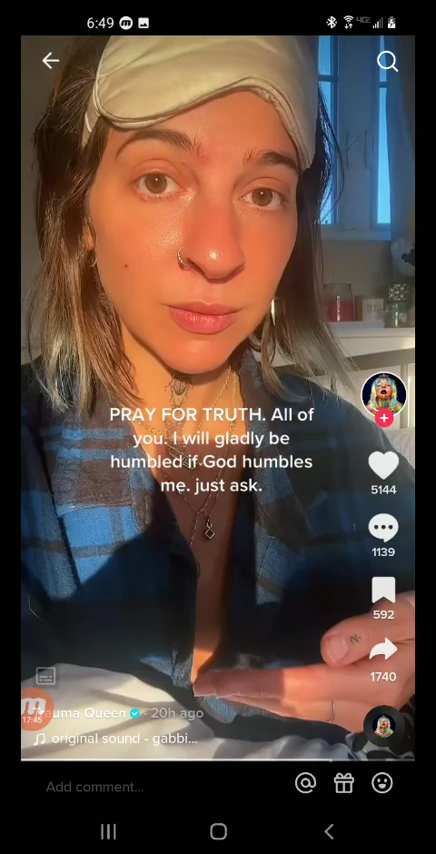 6:49
PRAY FOR TRUTH. All of
you. I will gladly be
humbled if God humbles
me. just ask.
5144
1139
592
1740
17:45
Trauma Queen · 20h ago
original sound - gabbi...
Add comment...